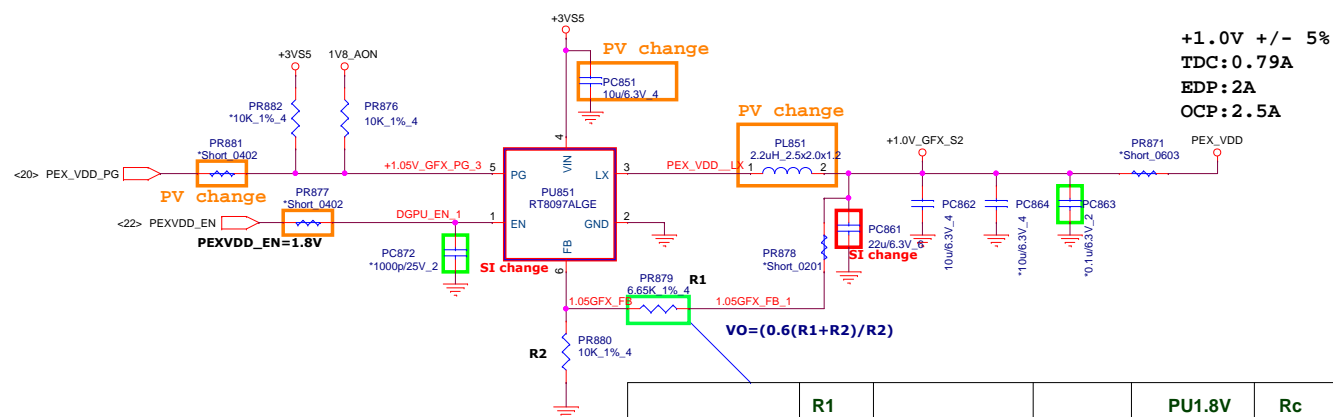 +3VS5
+1.0V +/- 5%
TDC:0.79A
EDP:2A
OCP:2.5A
+3VS5
1V8_AON
PV change
PC851
10u/6.3V_4
PR882
*10K_1%_4
PR876
10K_1%_4
PV change
PL851
2.2uH_2.5x2.0x1.2
1
2
+1.0V_GFX_S2
PR871
*Short_0603
PEX_VDD
PR881
*Short_0402
<20> PEX_VDD_PG
PV change
+1.05V_GFX_PG_3
4
VIN
5
PG
LX
3
PEX_VDD__LX
PU851
RT8097ALGE
PR877
*Short_0402
<22> PEXVDD_EN
PEXVDD_EN=1.8V
DGPU_EN_1
1
EN
GND
2
FB
6
PC872
*1000p/25V_2
SI change
PR878
*Short_0201
PC861
22u/6.3V_6
SI change
PC862
10u/6.3V_4
PC864
*10u/6.3V_4
PC863
*0.1u/6.3V_2
PR879
6.65K_1%_4
R1
1.05GFX_FB
1.05GFX_FB_1
VO=(0.6(R1+R2)/R2)
R2
PR880
10K_1%_4
R1
PU1.8V
Rc